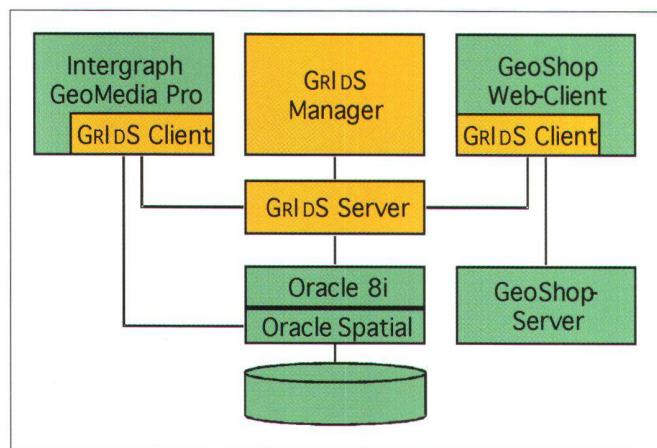 Intergraph
GeoMedia Pro
GRIDS Client
GRIDS
Manager
GeoShop
Web-Client
GRIDS Client
GRIDS Server
Oracle 8i
Oracle Spatial
GeoShop-
Server